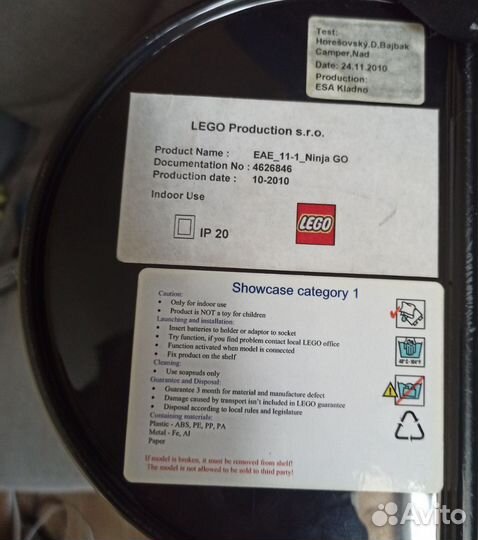 Test:
Horešovský.D,Bajbak
Camper,Nad
Date: 24.11.2010
Production:
ESA Kladno
LEGO Production s.r.o.
Product Name : EAE_11-1_Ninja GO
Documentation No : 4626846
Production date : 10-2010
Indoor Use
IP 20
LEGO
Showcase category 1
Caution:
• Only for indoor use
• Product is NOT a toy for children
Launching and installation:
• Insert batteries to holder or adaptor to socket
• Try function, if you find problem contact local LEGO office
• Function activated when model is connected
• Fix product on the shelf
Cleaning:
• Use soapsuds only
Guarantee and Disposal:
• Guarantee 3 month for material and manufacture defect
• Damage caused by transport isn't included in LEGO guarantee
• Disposal according to local rules and legislature
Containing materials:
Plastic - ABS, PE, PP, PA
Metal - Fe, Al
Paper
If model is broken, it must be removed from shelf!
The model is not allowed to be sold to third party!
40°C - 104°F
Avito